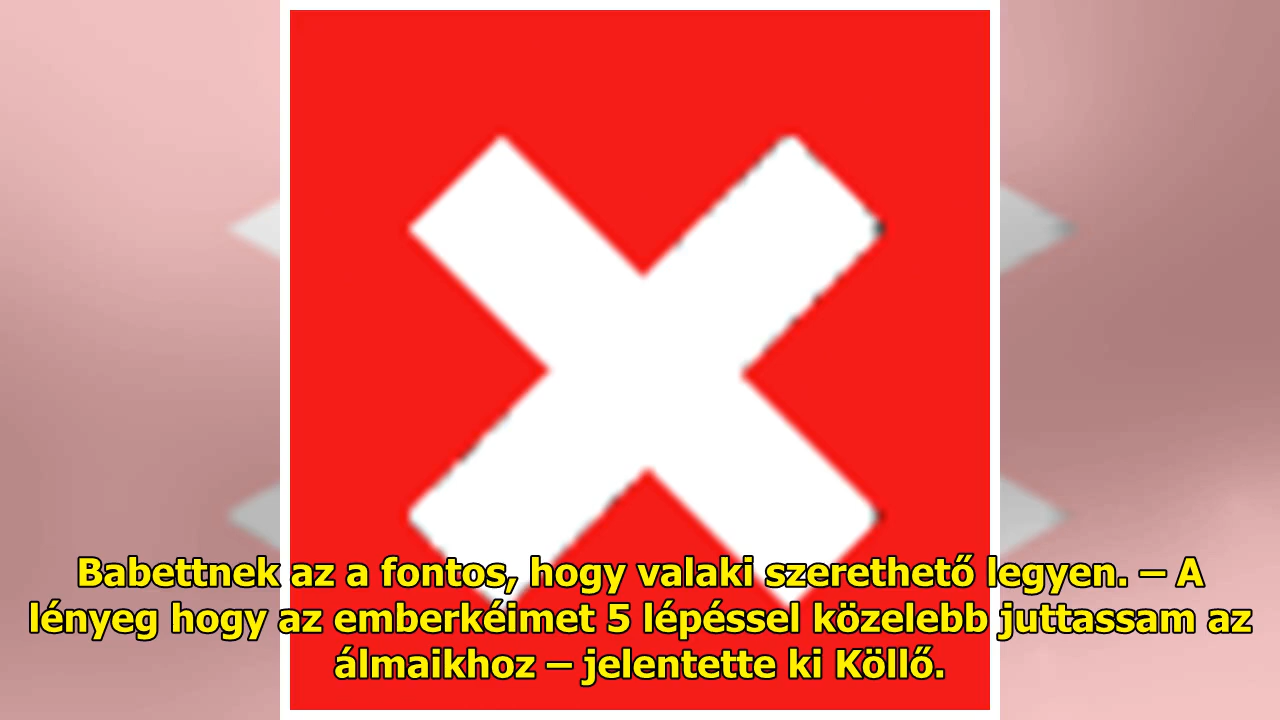 Babettnek az a fontos, hogy valaki szerethető legyen. – A
lényeg hogy az emberkéimet 5 lépéssel közelebb juttassam az
álmaikhoz – jelentette ki Köllő.